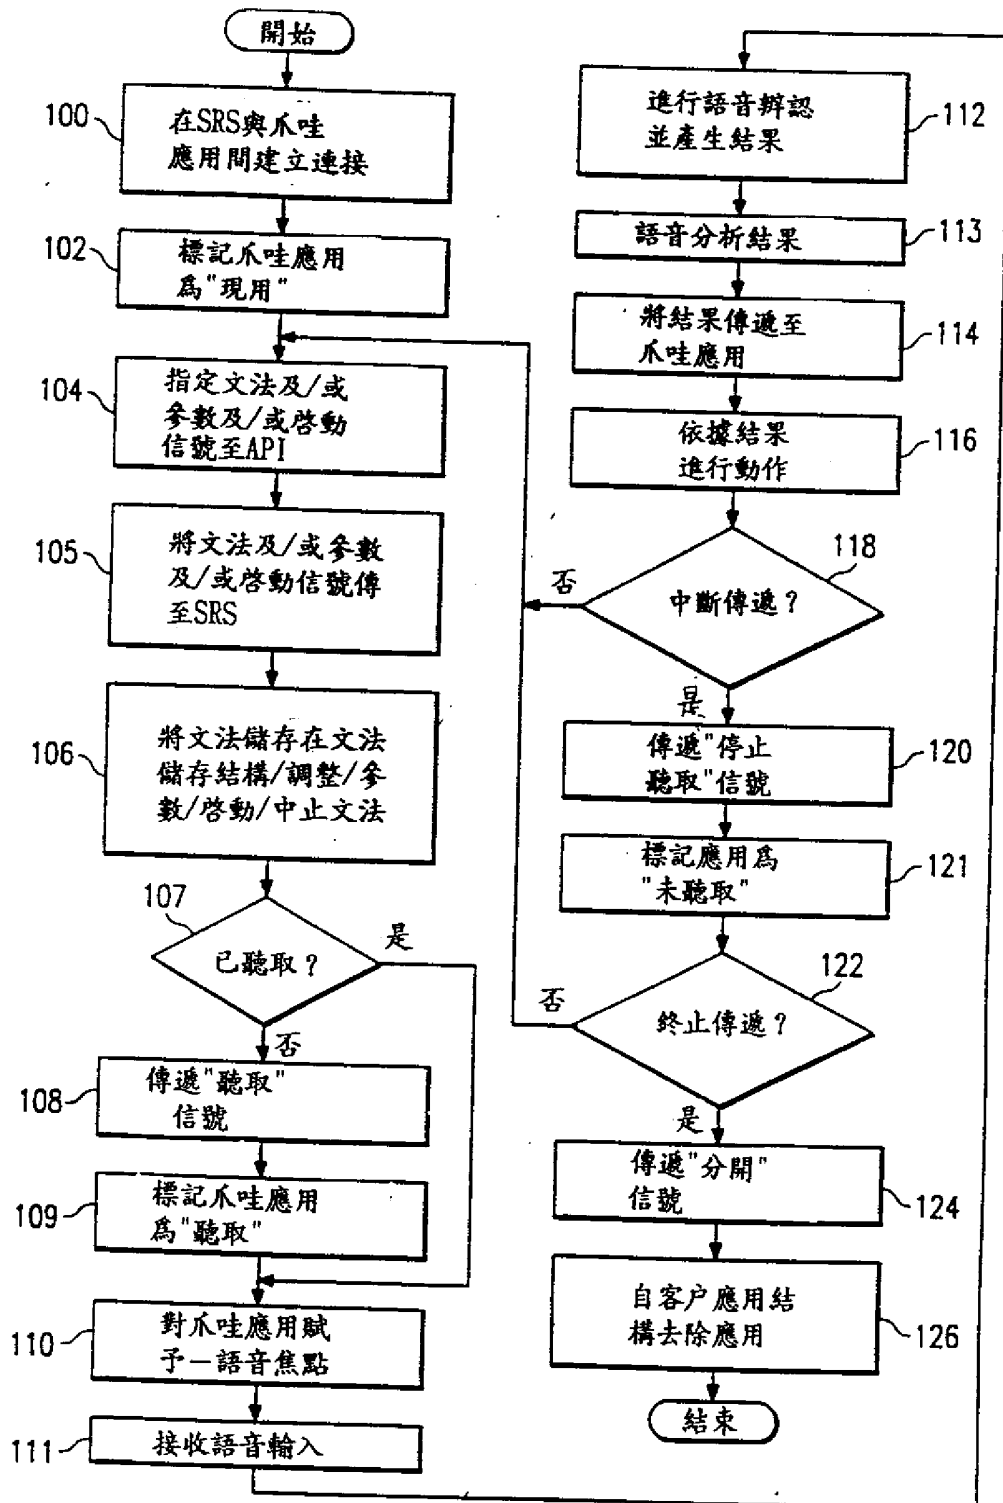 開始
100
在SRS與爪哇
應用間建立連接
102
標記爪哇應用
爲"現用"
104
指定文法及/或
參數及/或啓動
信號至API
105
將文法及/或參數
及/或啓動信號傳
至SRS
106
將文法儲存在文法
儲存結構/調整/參
數/啓動/中止文法
107
已聽取？
是
否
108
傳遞"聽取"
信號
109
標記爪哇應用
爲"聽取"
110
對爪哇應用賦
予一語音焦點
111
接收語音輸入
進行語音辨認
並產生結果
112
語音分析結果
113
將結果傳遞至
爪哇應用
114
依據結果
進行動作
116
118
中斷傳遞？
否
是
傳遞"停止
聽取"信號
120
標記應用爲
"未聽取"
121
122
終止傳遞？
否
是
傳遞"分開"
信號
124
自客户應用結
構去除應用
126
結束